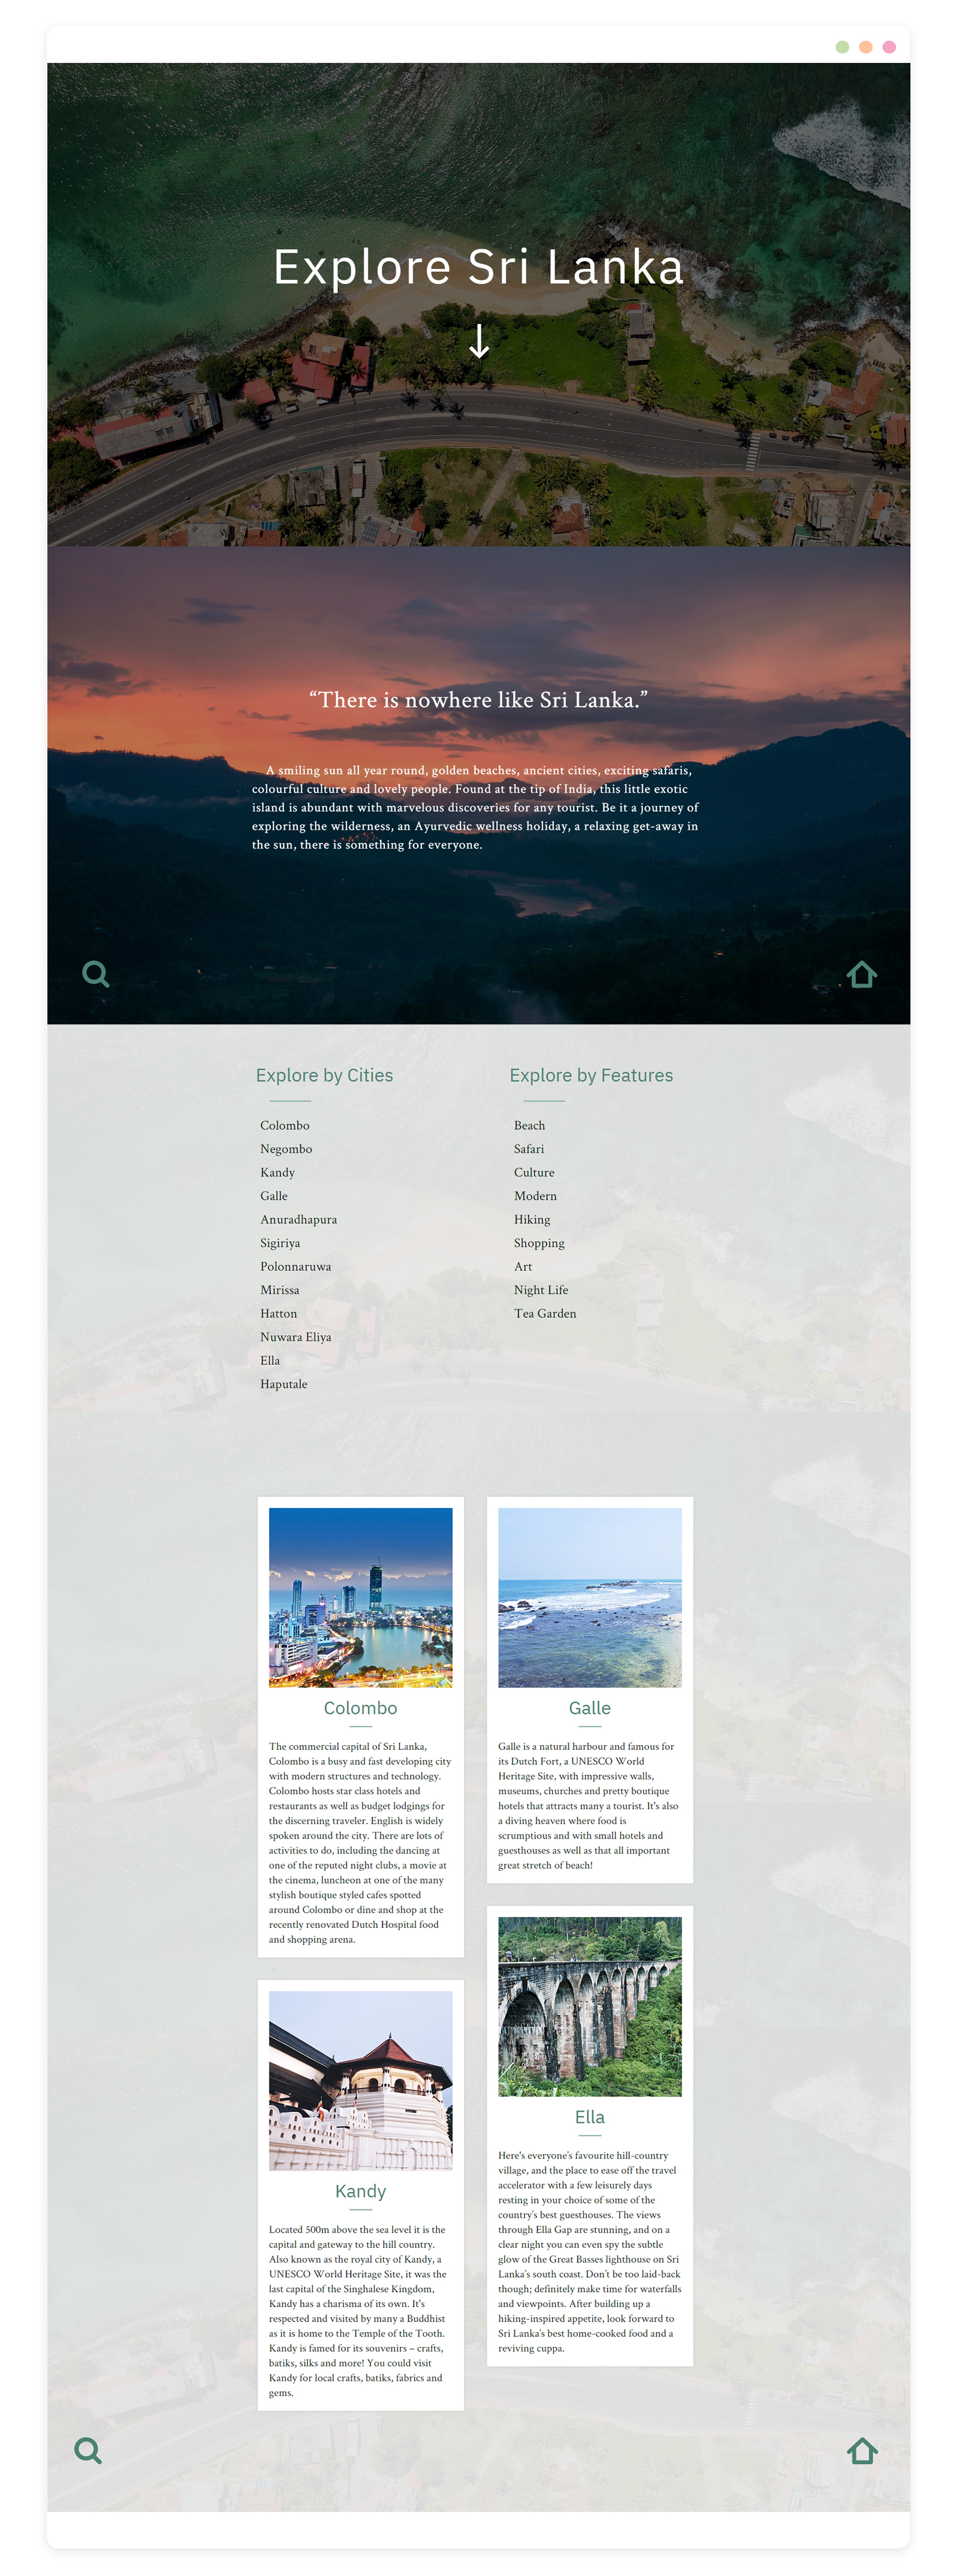 Explore Sri Lanka
“There is nowhere like Sri Lanka.”
A smiling sun all year round, golden beaches, ancient cities, exciting safaris,
colourful culture and lovely people. Found at the tip of India, this little exotic
island is abundant with marvelous discoveries for any tourist. Be it a journey of
exploring the wilderness, an Ayurvedic wellness holiday, a relaxing get-away in
the sun, there is something for everyone.
Explore by Cities
Colombo
Negombo
Kandy
Galle
Anuradhapura
Sigiriya
Polonnaruwa
Mirissa
Hatton
Nuwara Eliya
Ella
Haputale
Explore by Features
Beach
Safari
Culture
Modern
Hiking
Shopping
Art
Night Life
Tea Garden
Colombo
The commercial capital of Sri Lanka,
Colombo is a busy and fast developing city
with modern structures and technology.
Colombo hosts star class hotels and
restaurants as well as budget lodgings for
the discerning traveler. English is widely
spoken around the city. There are lots of
activities to do, including the dancing at
one of the reputed night clubs, a movie at
the cinema, luncheon at one of the many
stylish boutique styled cafes spotted
around Colombo or dine and shop at the
recently renovated Dutch Hospital food
and shopping arena.
Galle
Galle is a natural harbour and famous for
its Dutch Fort, a UNESCO World
Heritage Site, with impressive walls,
museums, churches and pretty boutique
hotels that attracts many a tourist. It's also
a diving heaven where food is
scrumptious and with small hotels and
guesthouses as well as that all important
great stretch of beach!
Kandy
Located 500m above the sea level it is the
capital and gateway to the hill country.
Also known as the royal city of Kandy, a
UNESCO World Heritage Site, it was the
last capital of the Singhalese Kingdom,
Kandy has a charisma of its own. It's
respected and visited by many a Buddhist
as it is home to the Temple of the Tooth.
Kandy is famed for its souvenirs – crafts,
batiks, silks and more! You could visit
Kandy for local crafts, batiks, fabrics and
gems.
Ella
Here's everyone's favourite hill-country
village, and the place to ease off the travel
accelerator with a few leisurely days
resting in your choice of some of the
country's best guesthouses. The views
through Ella Gap are stunning, and on a
clear night you can even spy the subtle
glow of the Great Basses lighthouse on Sri
Lanka's south coast. Don't be too laid-back
though; definitely make time for waterfalls
and viewpoints. After building up a
hiking-inspired appetite, look forward to
Sri Lanka's best home-cooked food and a
reviving cuppa.